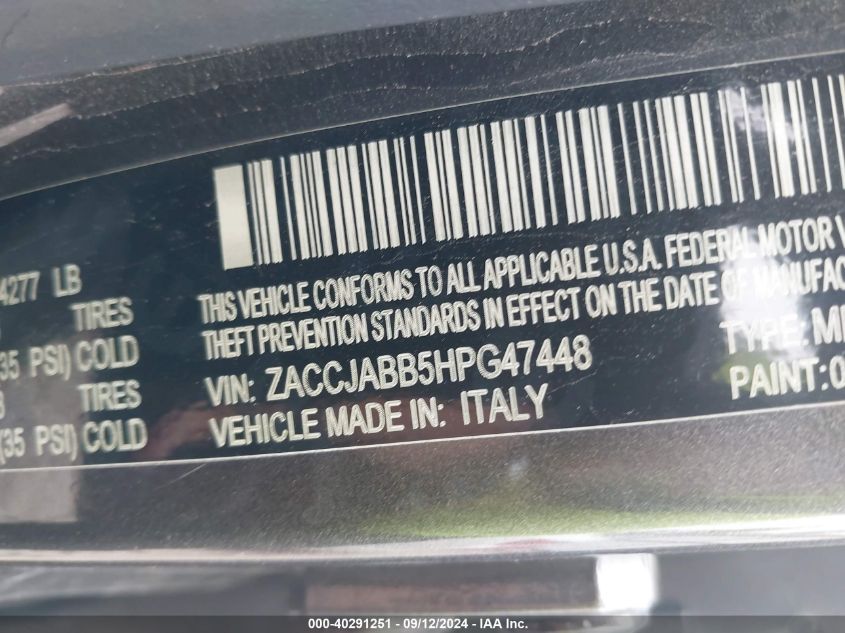 4277 LB
TIRES
(35 PSI) COLD
TIRES
(35 PSI) COLD
THIS VEHICLE CONFORMS TO ALL APPLICABLE U.S.A. FEDERAL MOTOR V
THEFT PREVENTION STANDARDS IN EFFECT ON THE DATE OF MANUFAC
VIN: ZACCJABB5HPG47448
TYPE: M
VEHICLE MADE IN: ITALY
PAINT:
000-40291251 - 09/12/2024 - IAA, Inc.